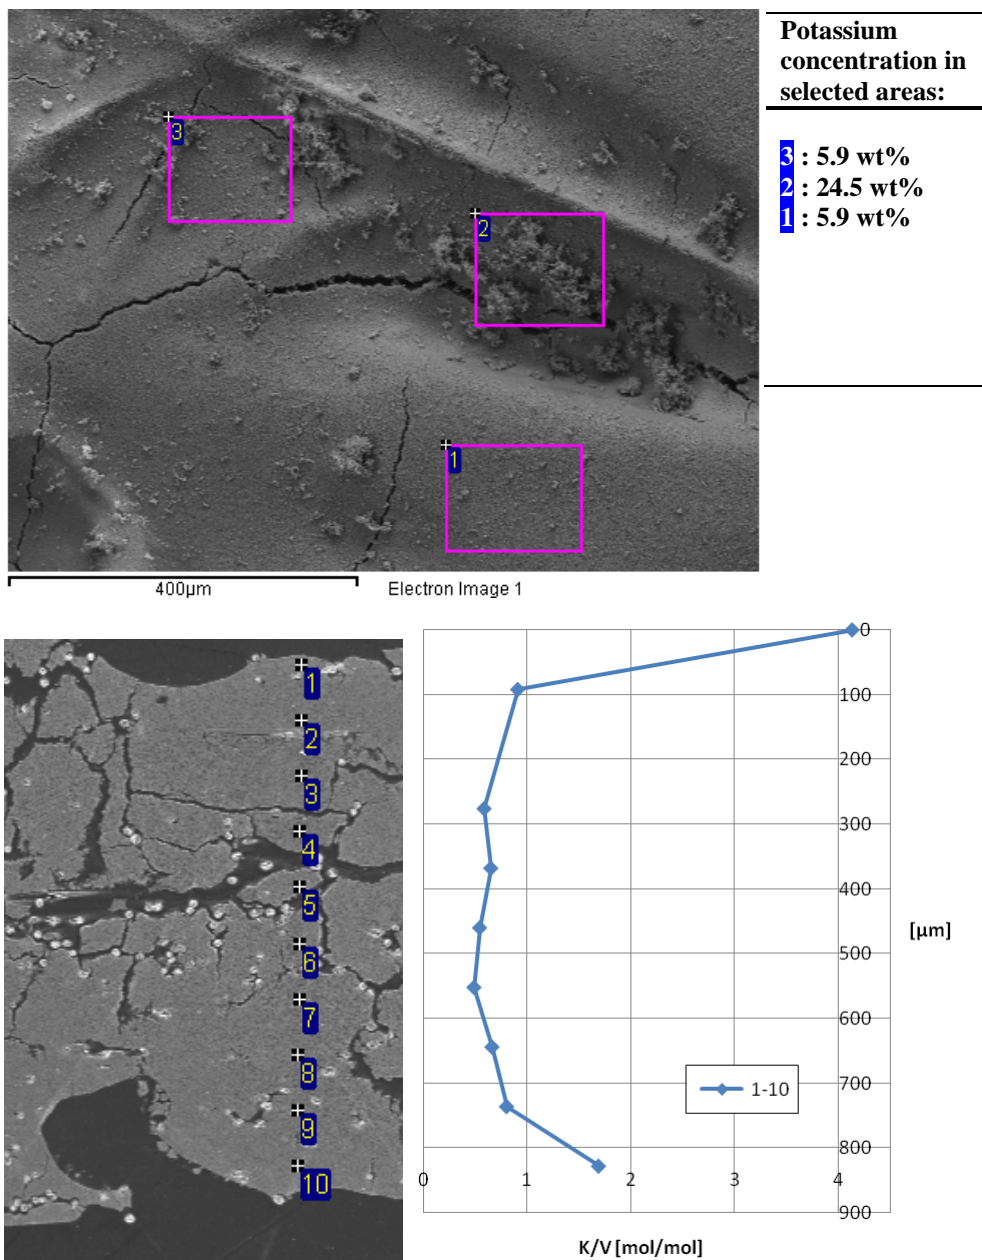 Potassium
concentration in
selected areas:
3 : 5.9 wt%
2 : 24.5 wt%
1 : 5.9 wt%
3
2
1
400µm
Electron Image 1
1
2
3
4
5
6
7
8
9
10
0
100
200
300
400
500
600
700
800
900
[µm]
1-10
0 1 2 3 4
K/V [mol/mol]